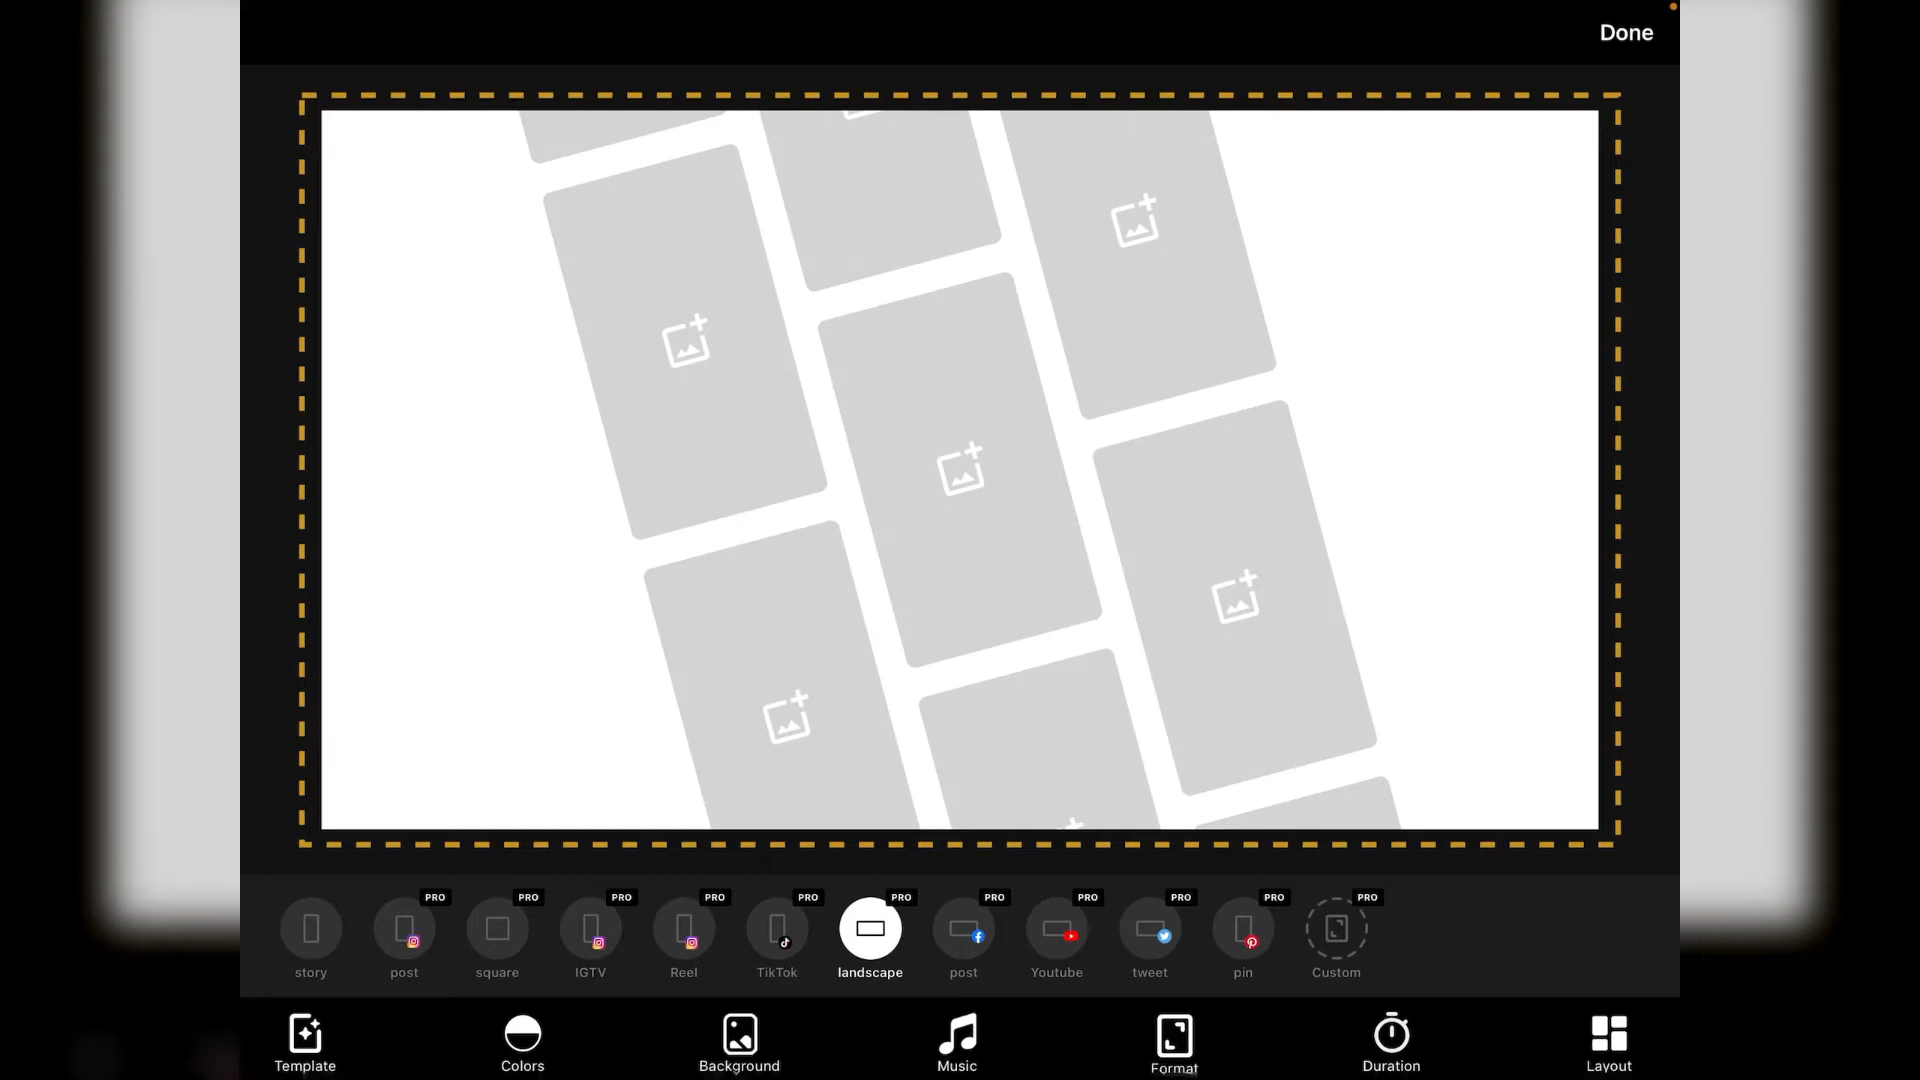 Done
PRO PRO PRO PRO PRO PRO PRO PRO PRO PRO PRO
story post square IGTV Reel TikTok landscape post Youtube tweet pin Custom
Template Colors Background Music Format Duration Layout